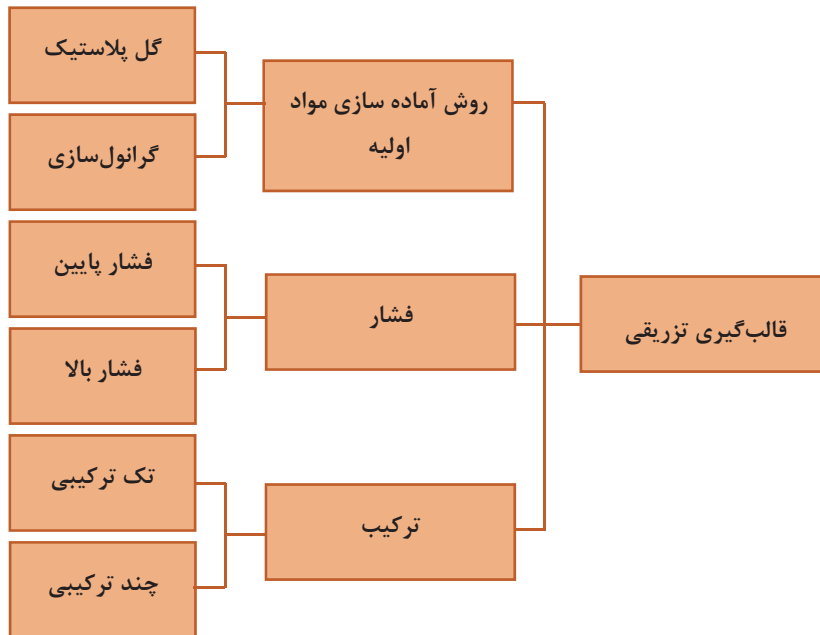 قالب‌گیری تزریقی
روش آماده سازی مواد
اولیه
گل پلاستیک
گرانول‌سازی
فشار
فشار پایین
فشار بالا
ترکیب
تک ترکیبی
چند ترکیبی